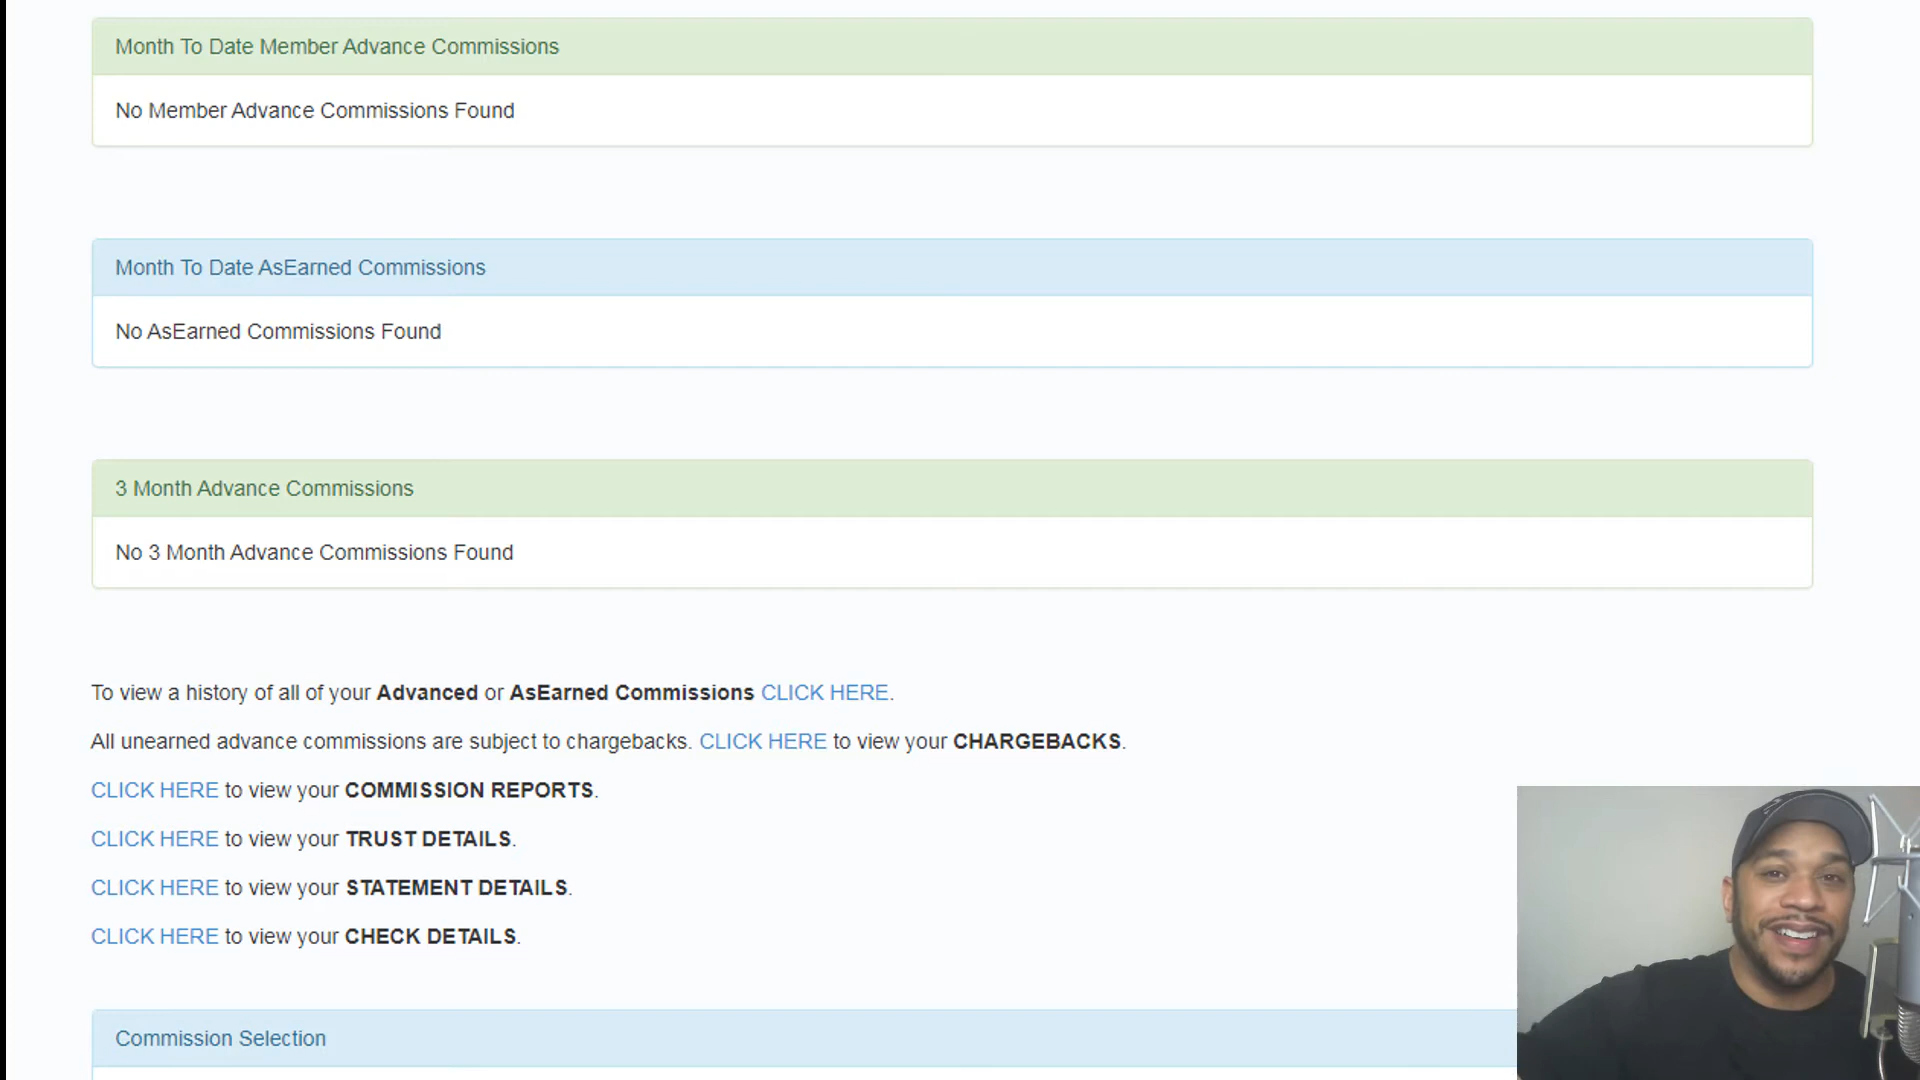 Month To Date Member Advance Commissions
No Member Advance Commissions Found
Month To Date AsEarned Commissions
No AsEarned Commissions Found
3 Month Advance Commissions
No 3 Month Advance Commissions Found
To view a history of all of your Advanced or AsEarned Commissions CLICK HERE.
All unearned advance commissions are subject to chargebacks. CLICK HERE to view your CHARGEBACKS.
CLICK HERE to view your COMMISSION REPORTS.
CLICK HERE to view your TRUST DETAILS.
CLICK HERE to view your STATEMENT DETAILS.
CLICK HERE to view your CHECK DETAILS.
Commission Selection